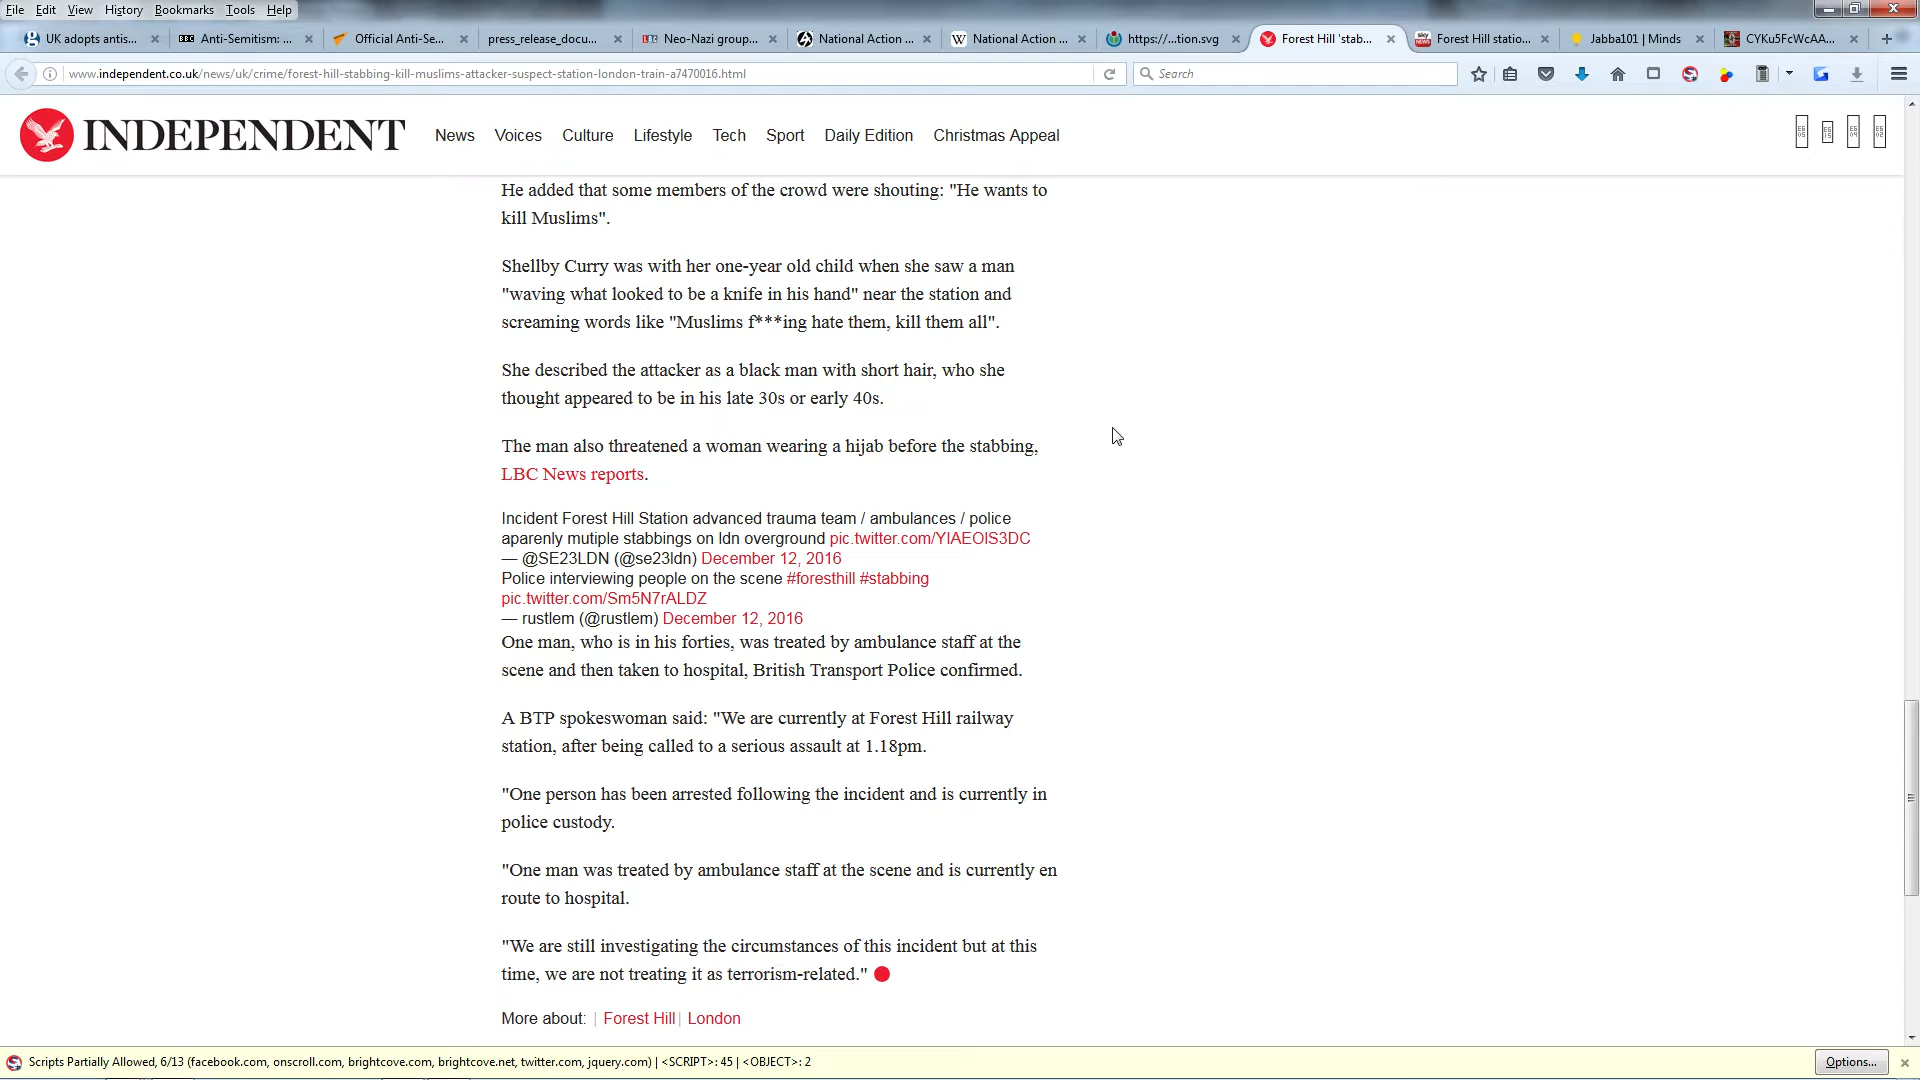 File Edit View History Bookmarks Tools Help
UK adopts antis... Anti-Semitism: ... Official Anti-Se... press_release_docu... Neo-Nazi group... National Action ... National Action ... https://...tion.svg Forest Hill 'stab... Forest Hill statio... Jabba101 | Minds CYKu5FcWcAA...
www.independent.co.uk/news/uk/crime/forest-hill-stabbing-kill-muslims-attacker-suspect-station-london-train-a7470016.html Search
INDEPENDENT News Voices Culture Lifestyle Tech Sport Daily Edition Christmas Appeal
He added that some members of the crowd were shouting: "He wants to
kill Muslims".
Shellby Curry was with her one-year old child when she saw a man
"waving what looked to be a knife in his hand" near the station and
screaming words like "Muslims f***ing hate them, kill them all".
She described the attacker as a black man with short hair, who she
thought appeared to be in his late 30s or early 40s.
The man also threatened a woman wearing a hijab before the stabbing,
LBC News reports.
Incident Forest Hill Station advanced trauma team / ambulances / police
aparenly mutiple stabbings on ldn overground pic.twitter.com/YIAEOIS3DC
— @SE23LDN (@se23ldn) December 12, 2016
Police interviewing people on the scene #foresthill #stabbing
pic.twitter.com/Sm5N7rALDZ
— rustlem (@rustlem) December 12, 2016
One man, who is in his forties, was treated by ambulance staff at the
scene and then taken to hospital, British Transport Police confirmed.
A BTP spokeswoman said: "We are currently at Forest Hill railway
station, after being called to a serious assault at 1.18pm.
"One person has been arrested following the incident and is currently in
police custody.
"One man was treated by ambulance staff at the scene and is currently en
route to hospital.
"We are still investigating the circumstances of this incident but at this
time, we are not treating it as terrorism-related."
More about: | Forest Hill | London
Scripts Partially Allowed, 6/13 (facebook.com, onscroll.com, brightcove.com, brightcove.net, twitter.com, jquery.com) | <SCRIPT>: 45 | <OBJECT>: 2 Options...